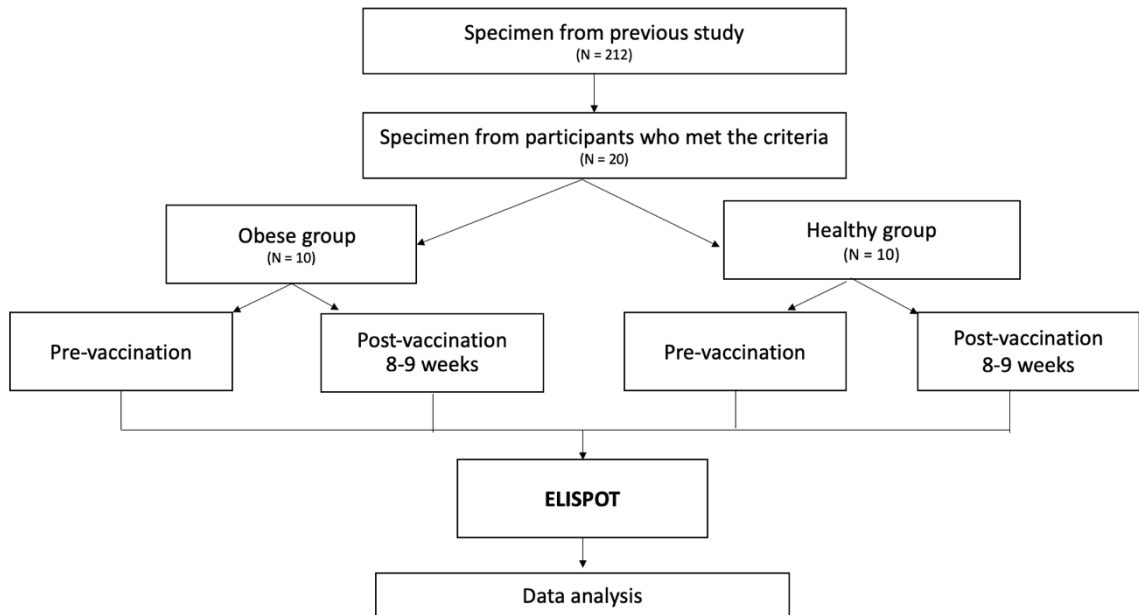 Specimen from previous study
(N = 212)
Specimen from participants who met the criteria
(N = 20)
Obese group
(N = 10)
Healthy group
(N = 10)
Pre-vaccination
Post-vaccination
8-9 weeks
Pre-vaccination
Post-vaccination
8-9 weeks
ELISPOT
Data analysis